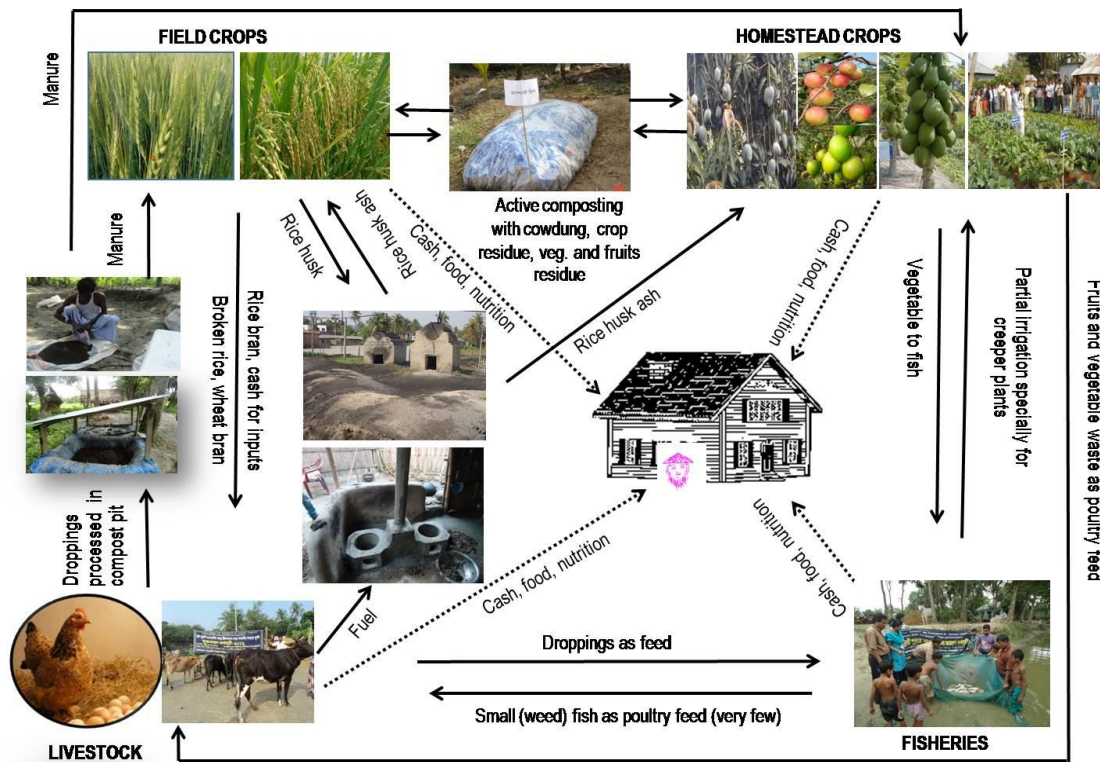 FIELD CROPS
HOMESTEAD CROPS
Manure
Active composting
with cowdung, crop
residue, veg. and fruits
residue
Manure
Rice husk
Rice husk ash
Cash, food, nutrition
Rice husk ash
Cash, food, nutrition
Vegetable to fish
Partial irrigation specially for
creeper plants
Fruits and vegetable waste as poultry feed
Rice bran, cash for inputs
Broken rice, wheat bran
Droppings
processed in
compost pit
Fuel
Cash, food, nutrition
Cash, food, nutrition
Droppings as feed
Small (weed) fish as poultry feed (very few)
LIVESTOCK
FISHERIES